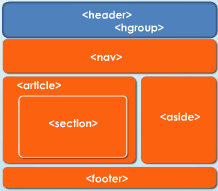 <header>
<hgroup>
<nav>
<article>
<section>
<aside>
<footer>